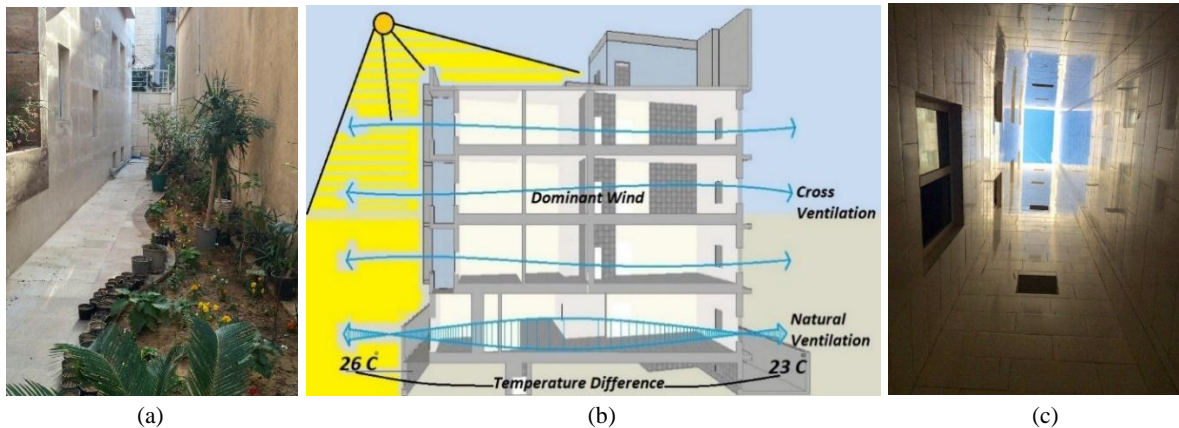 Dominant Wind
Cross
Ventilation
Natural
Ventilation
26 C°
23 C
Temperature Difference
(a)
(b)
(c)